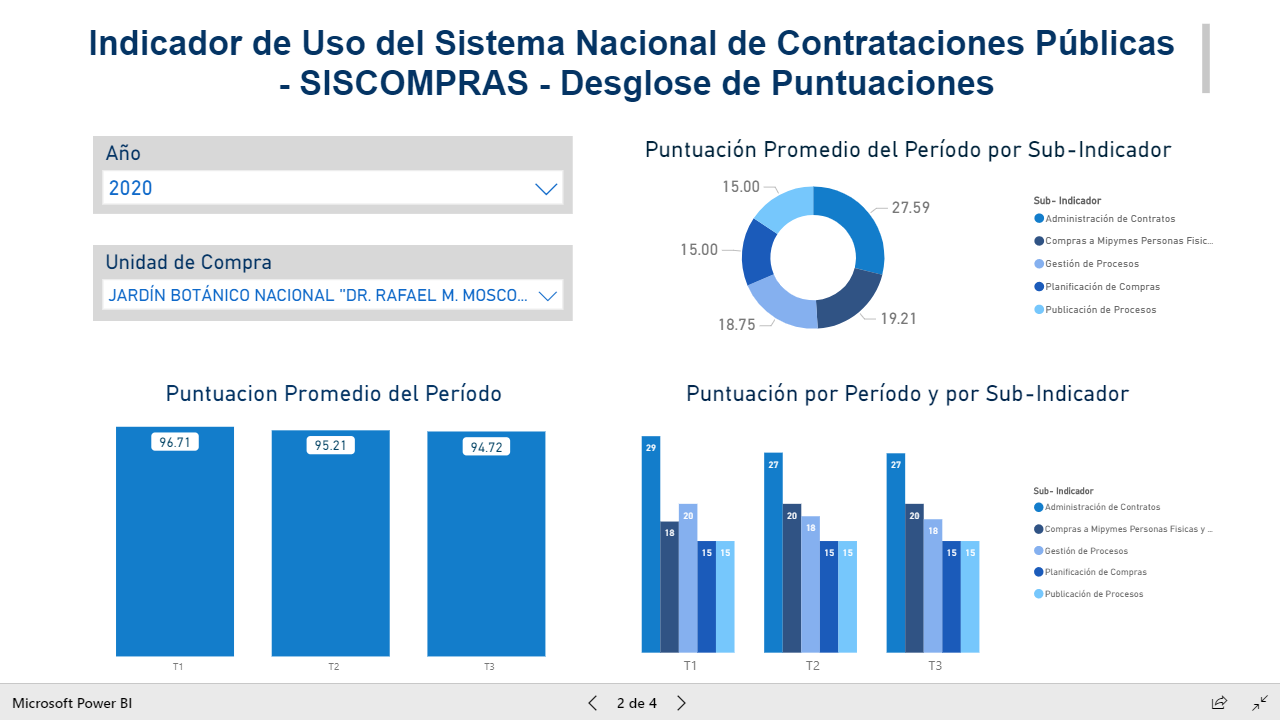 Indicador de Uso del Sistema Nacional de Contrataciones Públicas
- SISCOMPRAS - Desglose de Puntuaciones
Año
2020
Unidad de Compra
JARDÍN BOTÁNICO NACIONAL "DR. RAFAEL M. MOSCO...
Puntuación Promedio del Período por Sub-Indicador
15.00
27.59
15.00
18.75
19.21
Sub- Indicador
Administración de Contratos
Compras a Mipymes Personas Fisic...
Gestión de Procesos
Planificación de Compras
Publicación de Procesos
Puntuacion Promedio del Período
96.71
95.21
94.72
T1
T2
T3
Puntuación por Período y por Sub-Indicador
29
18
20
15
15
27
20
18
15
15
27
20
18
15
15
T1
T2
T3
Sub- Indicador
Administración de Contratos
Compras a Mipymes Personas Fisicas y ...
Gestión de Procesos
Planificación de Compras
Publicación de Procesos
Microsoft Power BI
2 de 4